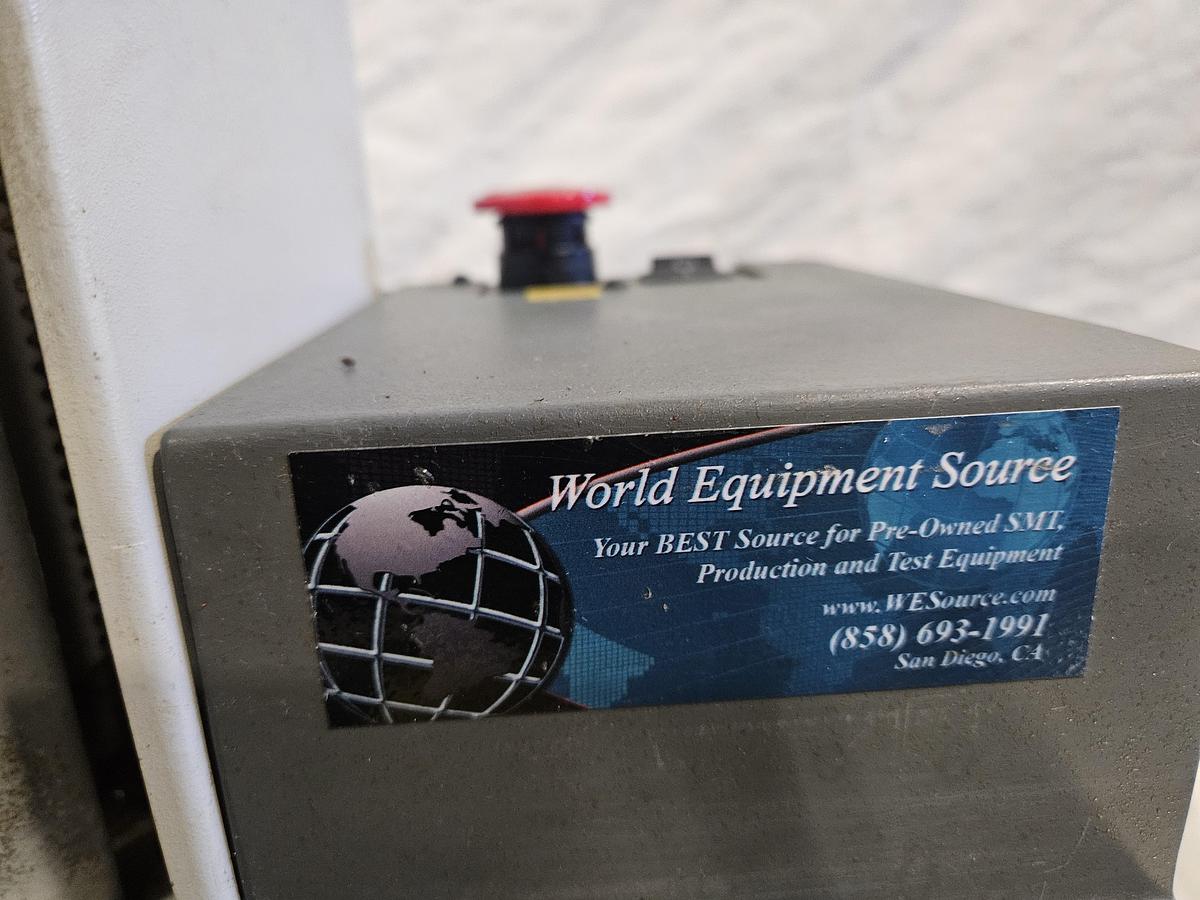 World Equipment Source
Your BEST Source for Pre-Owned SMT,
Production and Test Equipment
www.WESource.com
(858) 693-1991
San Diego, CA